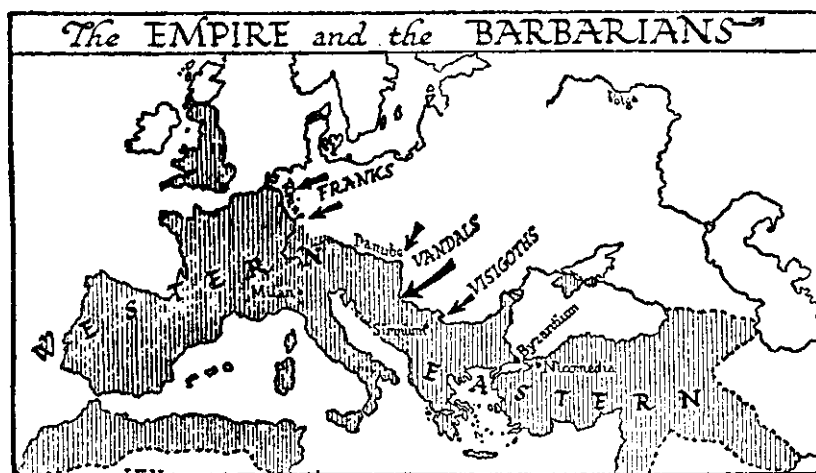 The EMPIRE and the BARBARIANS
Volga
FRANKS
Danube
VANDALS
VISIGOTHS
WESTERN
Milan
Sirmium
Byzantium
Nicomedia
EASTERN